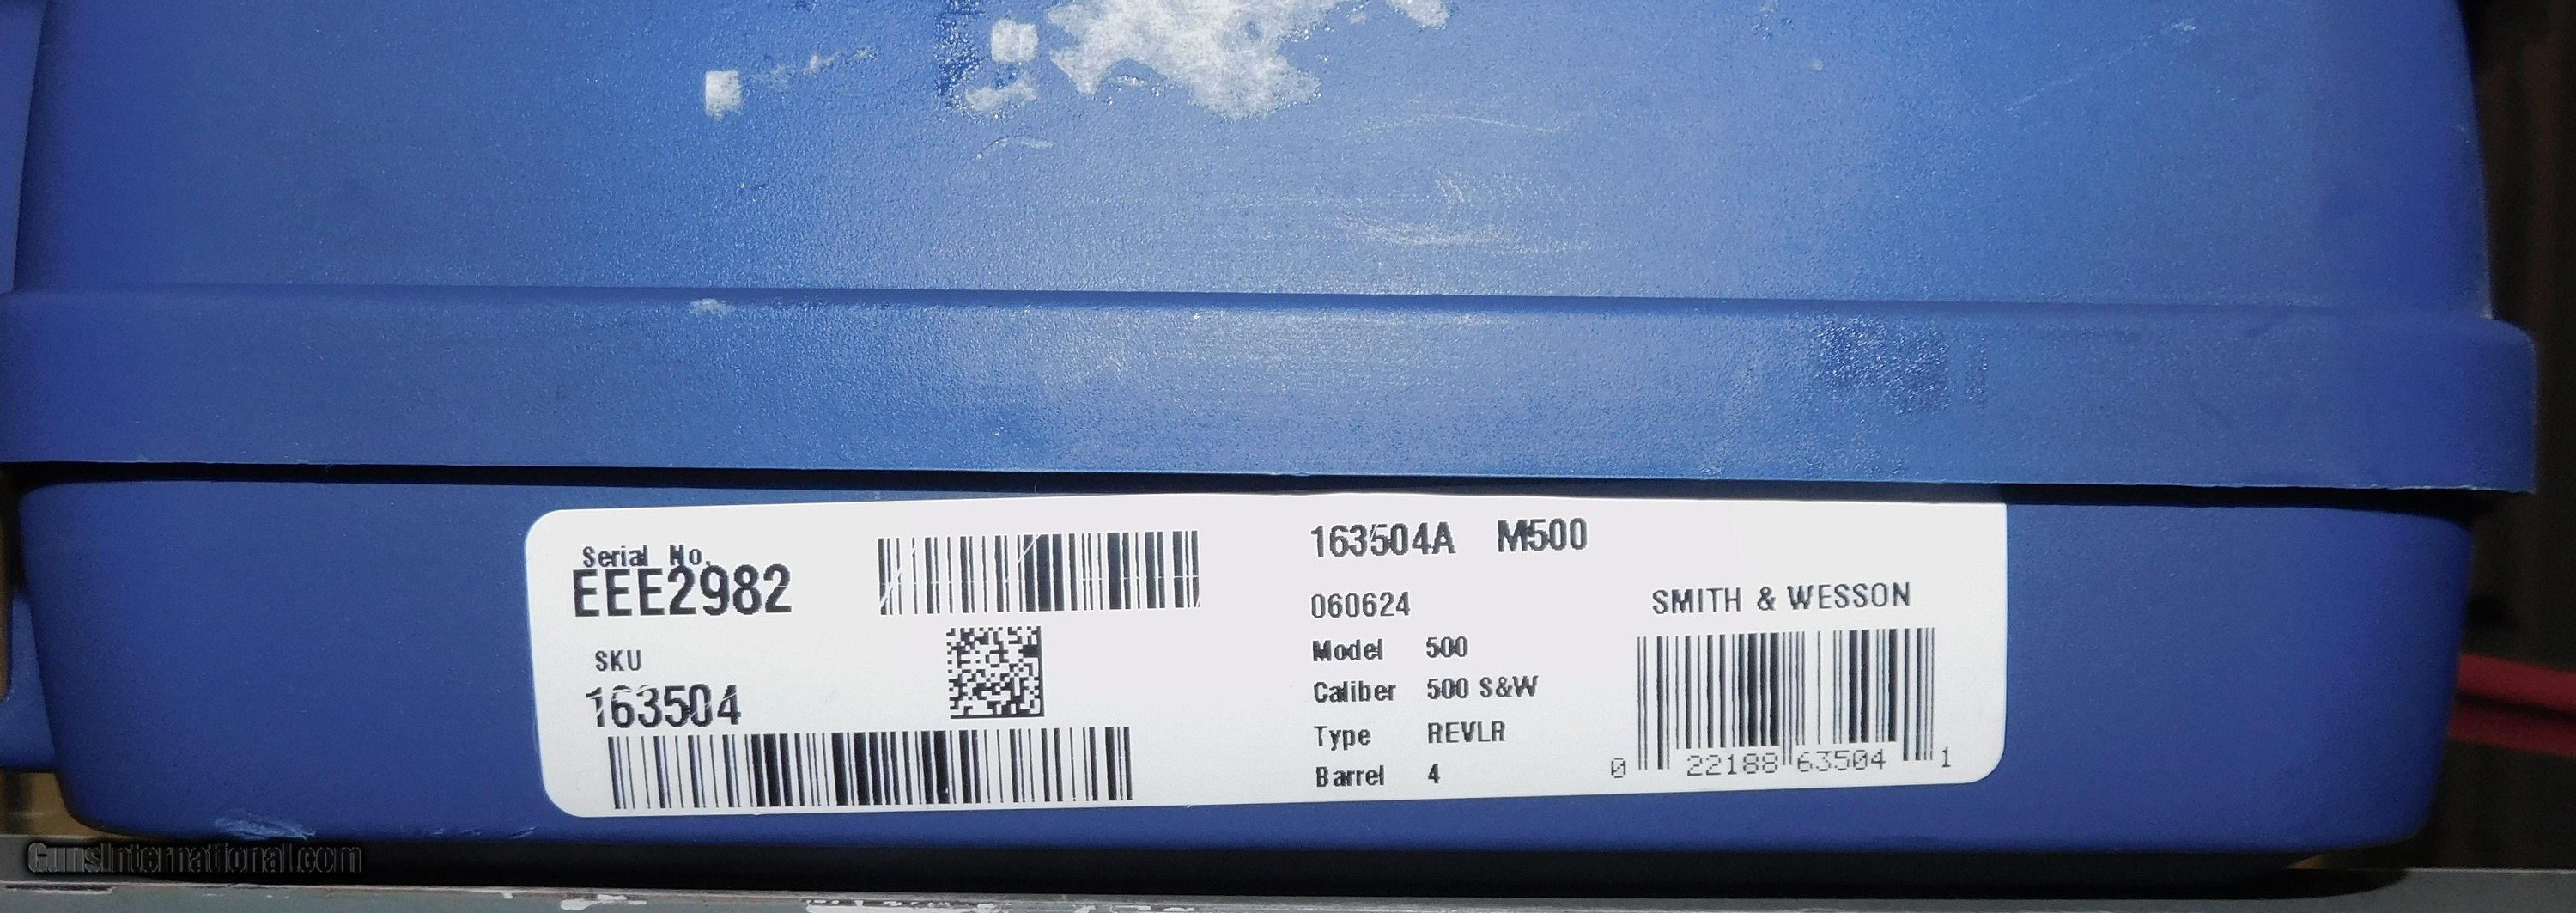 Serial No.
EEE2982
SKU
163504
163504A M500
060624
Model 500
Caliber 500 S&W
Type REVLR
Barrel 4
SMITH & WESSON
0 22188 63504 1
GunsInternational.com